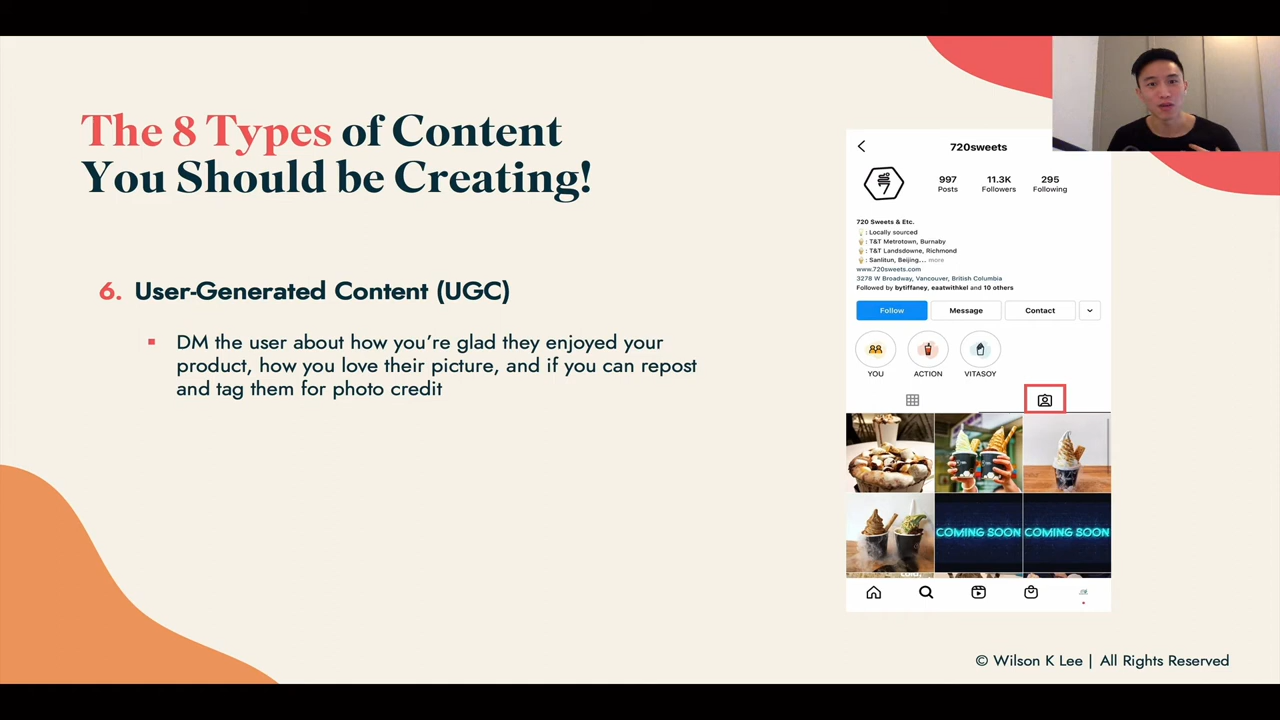 The 8 Types of Content
You Should be Creating!
6. User-Generated Content (UGC)
DM the user about how you're glad they enjoyed your
product, how you love their picture, and if you can repost
and tag them for photo credit
720sweets
997 11.3K 295
Posts Followers Following
720 Sweets & Etc.
: Locally sourced
: T&T Metrotown, Burnaby
: T&T Landsdowne, Richmond
: Sanlitun, Beijing... more
www.720sweets.com
3278 W Broadway, Vancouver, British Columbia
Followed by bytiffaney, eaatwithkel and 10 others
Follow Message Contact
YOU ACTION VITASOY
COMING SOON COMING SOON
© Wilson K Lee | All Rights Reserved